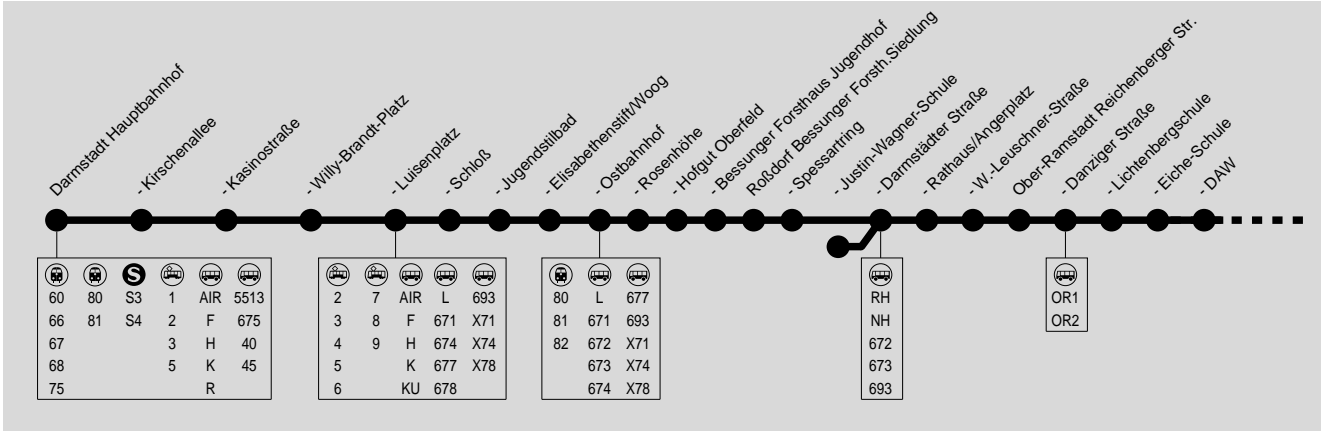 Darmstadt Hauptbahnhof
- Kirschenallee
- Kasinostraße
- Willy-Brandt-Platz
- Luisenplatz
- Schloß
- Jugendstilbad
- Elisabethenstift/Woog
- Ostbahnhof
- Rosenhöhe
- Hofgut Oberfeld
- Bessunger Forsthaus Jugendhof
Roßdorf Bessunger Forsth.Siedlung
- Spessartring
- Justin-Wagner-Schule
- Darmstädter Straße
- Rathaus/Angerplatz
- W.-Leuschner-Straße
Ober-Ramstadt Reichenberger Str.
- Danziger Straße
- Lichtenbergschule
- Eiche-Schule
- DAW
S
60 80 S3 1 AIR 5513
66 81 S4 2 F 675
67 3 H 40
68 5 K 45
75 R
2 7 AIR L 693
3 8 F 671 X71
4 9 H 674 X74
5 K 677 X78
6 KU 678
80 L 677
81 671 693
82 672 X71
673 X74
674 X78
RH
NH
672
673
693
OR1
OR2